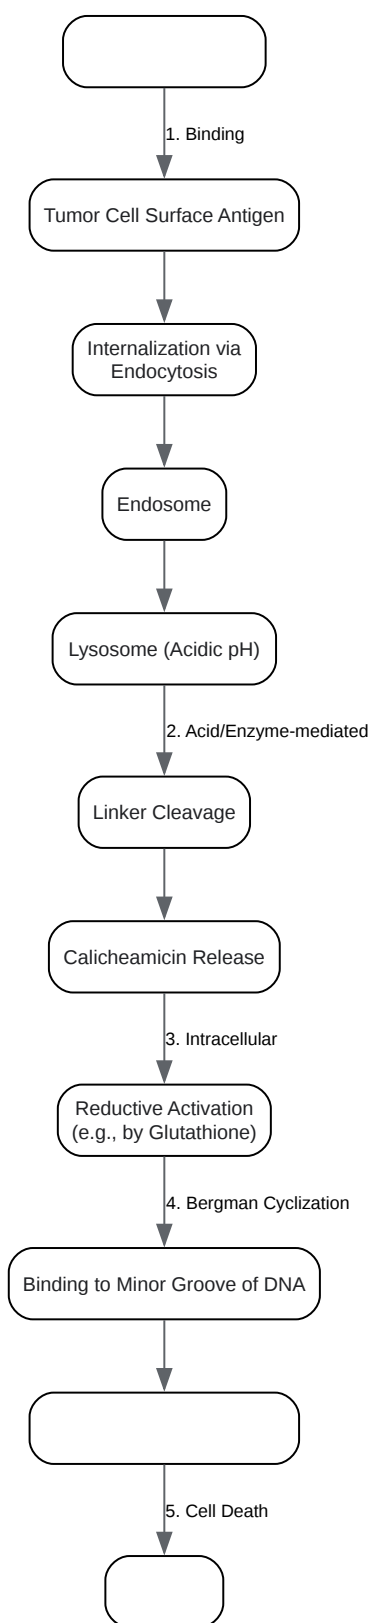 1. Binding
Tumor Cell Surface Antigen
Internalization via
Endocytosis
Endosome
Lysosome (Acidic pH)
2. Acid/Enzyme-mediated
Linker Cleavage
Calicheamicin Release
3. Intracellular
Reductive Activation
(e.g., by Glutathione)
4. Bergman Cyclization
Binding to Minor Groove of DNA
5. Cell Death